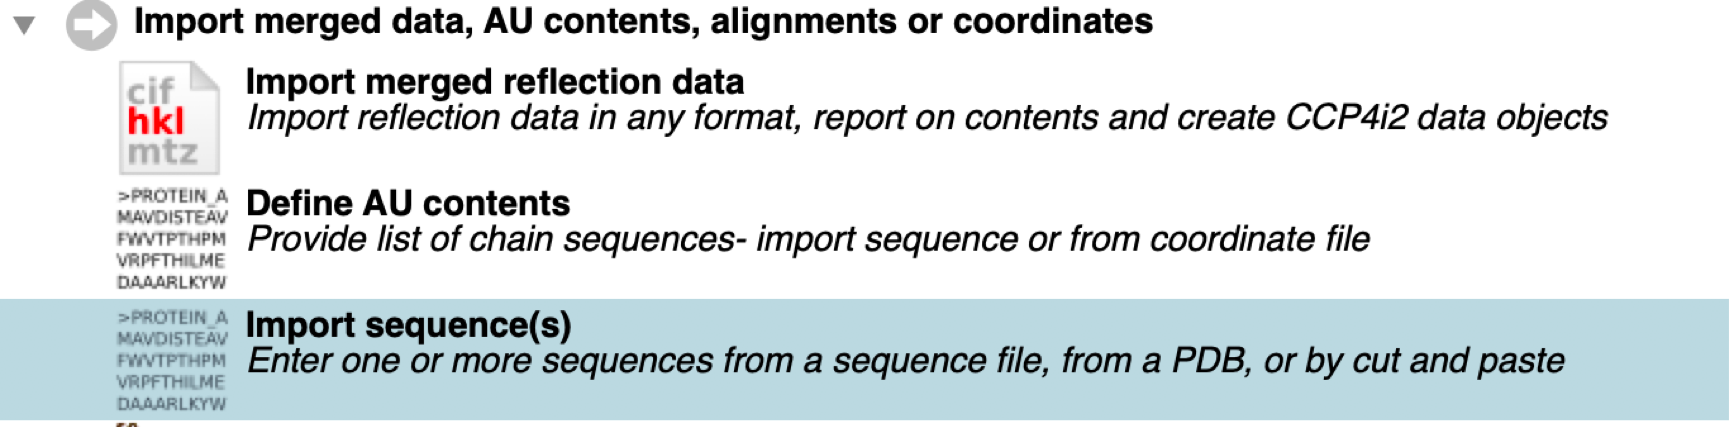 Import merged data, AU contents, alignments or coordinates
cif
hkl
mtz
Import merged reflection data
Import reflection data in any format, report on contents and create CCP4i2 data objects
>PROTEIN_A
MAVDISTEAV
FWVTPTHPM
VRPFTHILME
DAAARLKYW
Define AU contents
Provide list of chain sequences- import sequence or from coordinate file
>PROTEIN_A
MAVDISTEAV
FWVTPTHPM
VRPFTHILME
DAAARLKYW
Import sequence(s)
Enter one or more sequences from a sequence file, from a PDB, or by cut and paste